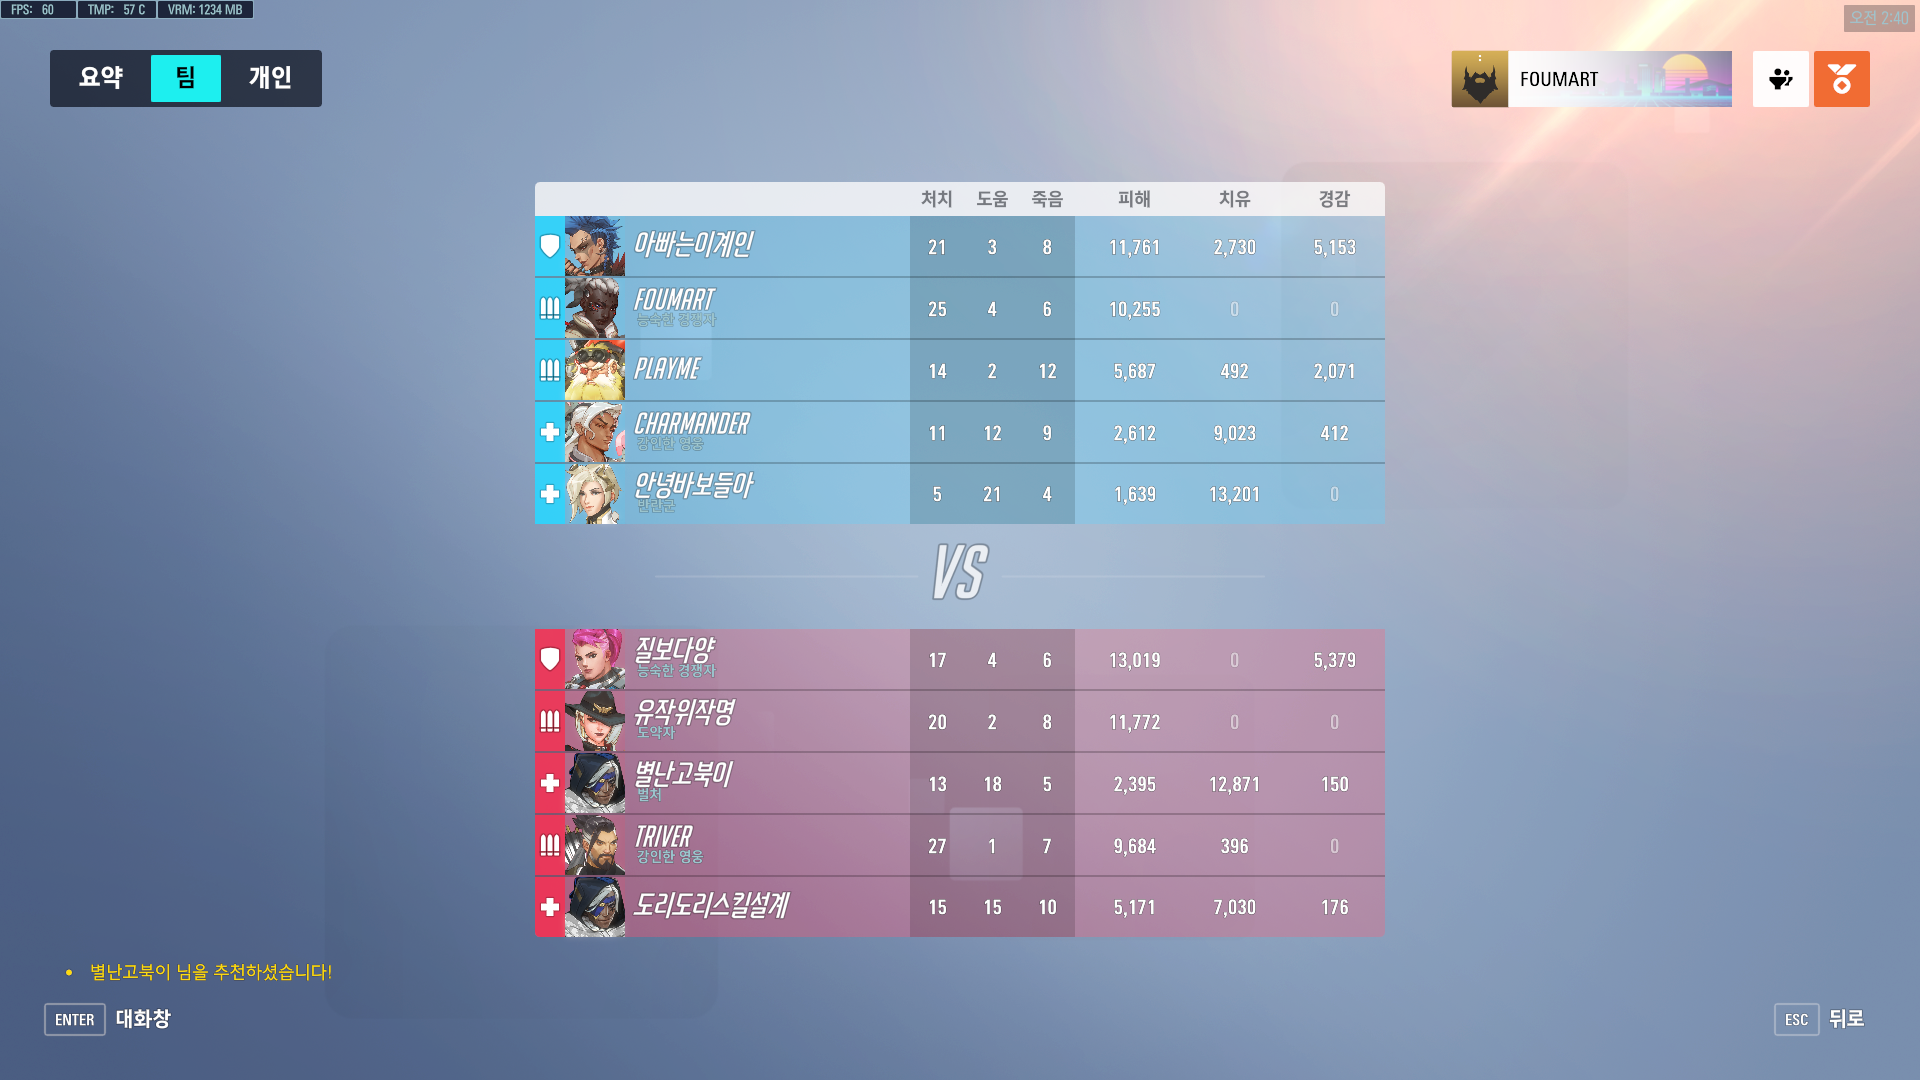 FPS: 60 TMP: 57 C VRM: 1234 MB
오전 2:40
요약 팀 개인
FOUMART
처치 도움 죽음 피해 치유 경감
아빠는이계인 21 3 8 11,761 2,730 5,153
FOUMART 25 4 6 10,255 0 0
능숙한 경쟁자
PLAYME 14 2 12 5,687 492 2,071
CHARMANDER 11 12 9 2,612 9,023 412
강인한 영웅
안녕바보들아 5 21 4 1,639 13,201 0
반란군
VS
질보다양 17 4 6 13,019 0 5,379
능숙한 경쟁자
유작위작명 20 2 8 11,772 0 0
도약자
별난고북이 13 18 5 2,395 12,871 150
벌처
TRIVER 27 1 7 9,684 396 0
강인한 영웅
도리도리스킬설계 15 15 10 5,171 7,030 176
• 별난고북이 님을 추천하셨습니다!
ENTER 대화창
ESC 뒤로